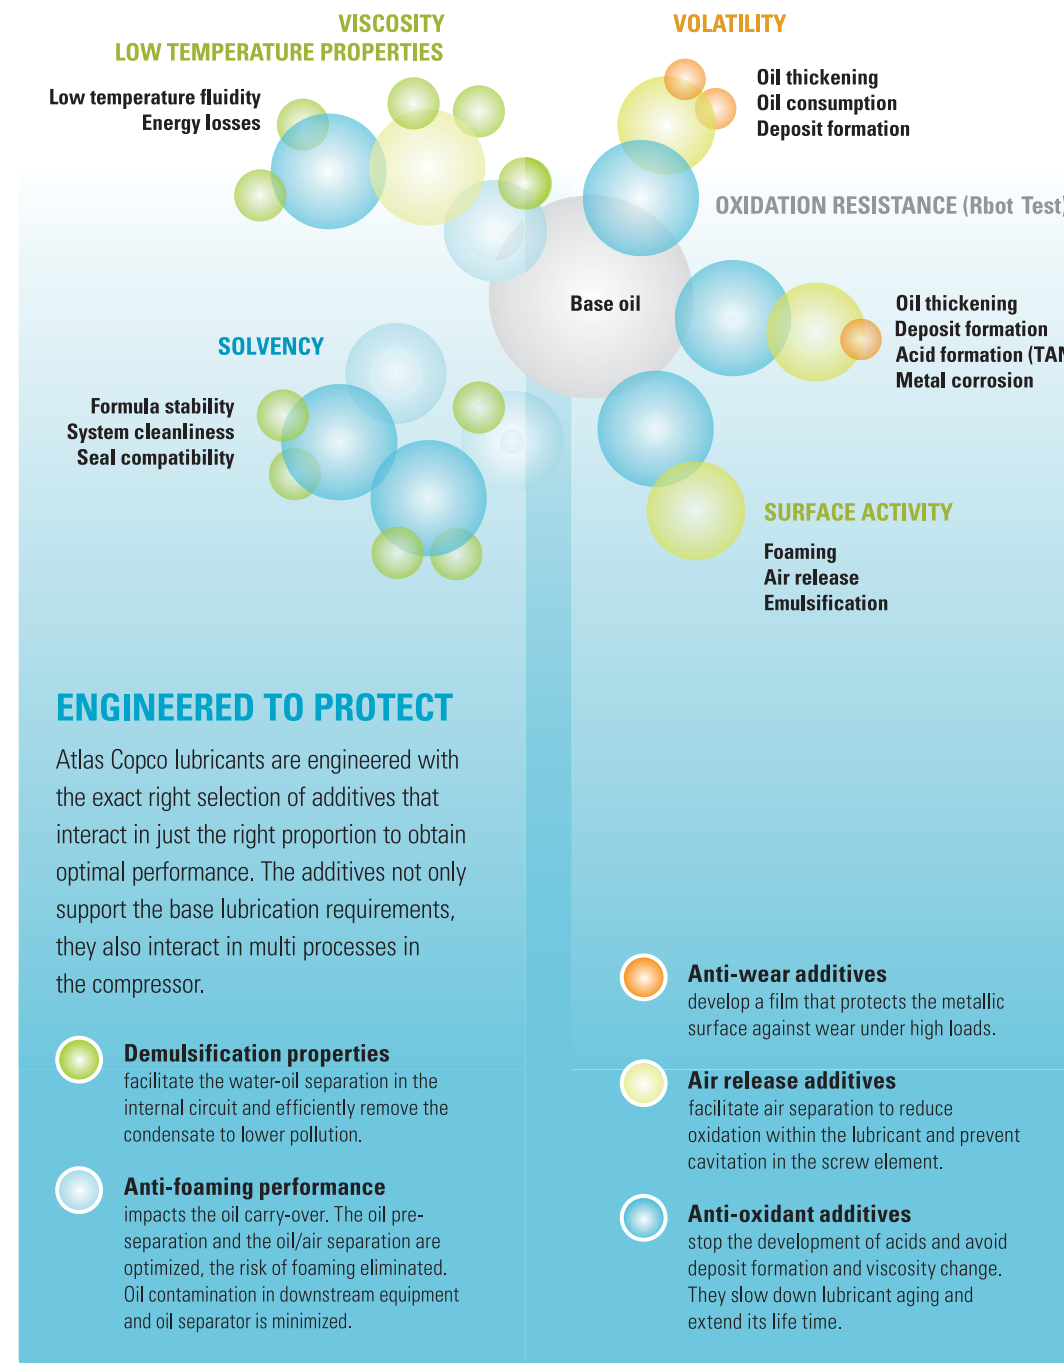 VISCOSITY
LOW TEMPERATURE PROPERTIES
Low temperature fluidity
Energy losses
VOLATILITY
Oil thickening
Oil consumption
Deposit formation
OXIDATION RESISTANCE (Rbot Test)
Base oil
Oil thickening
Deposit formation
Acid formation (TAN
Metal corrosion
SOLVENCY
Formula stability
System cleanliness
Seal compatibility
SURFACE ACTIVITY
Foaming
Air release
Emulsification
ENGINEERED TO PROTECT
Atlas Copco lubricants are engineered with
the exact right selection of additives that
interact in just the right proportion to obtain
optimal performance. The additives not only
support the base lubrication requirements,
they also interact in multi processes in
the compressor.
Demulsification properties
facilitate the water-oil separation in the
internal circuit and efficiently remove the
condensate to lower pollution.
Anti-foaming performance
impacts the oil carry-over. The oil pre-
separation and the oil/air separation are
optimized, the risk of foaming eliminated.
Oil contamination in downstream equipment
and oil separator is minimized.
Anti-wear additives
develop a film that protects the metallic
surface against wear under high loads.
Air release additives
facilitate air separation to reduce
oxidation within the lubricant and prevent
cavitation in the screw element.
Anti-oxidant additives
stop the development of acids and avoid
deposit formation and viscosity change.
They slow down lubricant aging and
extend its life time.